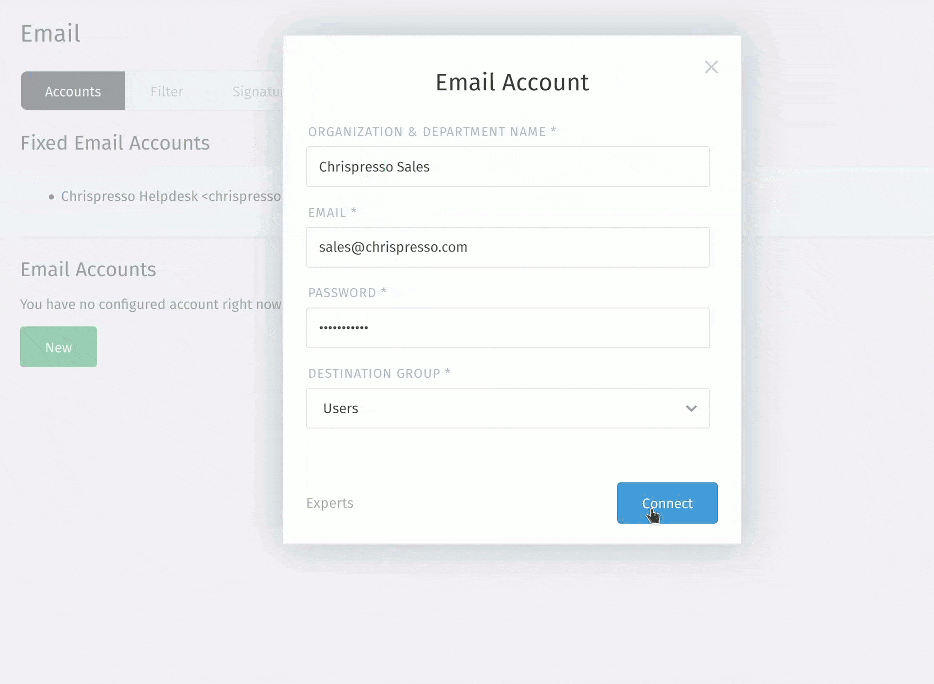 Email
Accounts
Filter
Signatu
Fixed Email Accounts
Chrispresso Helpdesk <chrispresso
Email Accounts
You have no configured account right now
New
Email Account
ORGANIZATION & DEPARTMENT NAME *
Chrispresso Sales
EMAIL *
sales@chrispresso.com
PASSWORD *
•••••••••••
DESTINATION GROUP *
Users
Experts
Connect